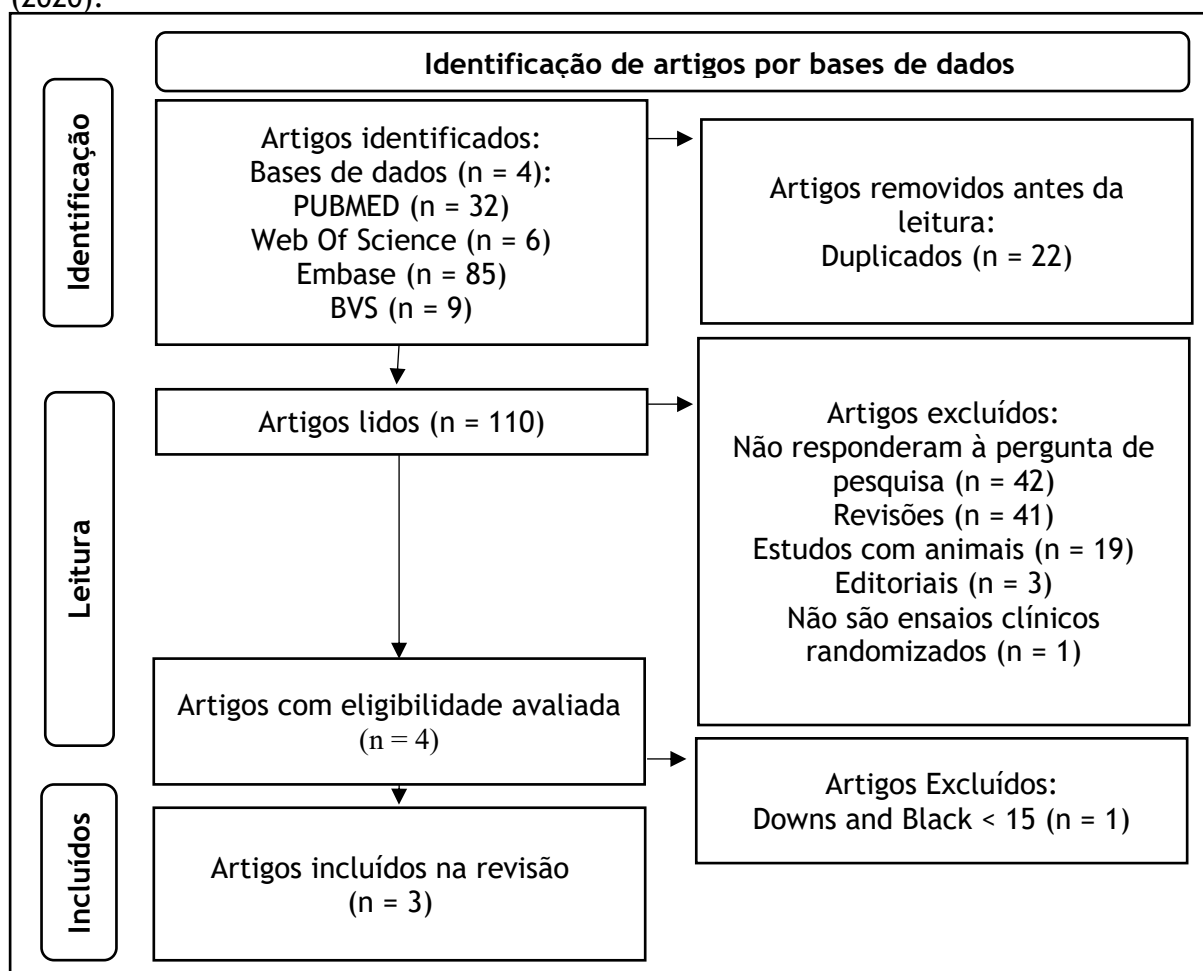 (2020).
Identificação de artigos por bases de dados
Identificação
Artigos identificados:
Bases de dados (n = 4):
PUBMED (n = 32)
Web Of Science (n = 6)
Embase (n = 85)
BVS (n = 9)
Artigos removidos antes da
leitura:
Duplicados (n = 22)
Leitura
Artigos lidos (n = 110)
Artigos excluídos:
Não responderam à pergunta de
pesquisa (n = 42)
Revisões (n = 41)
Estudos com animais (n = 19)
Editoriais (n = 3)
Não são ensaios clínicos
randomizados (n = 1)
Artigos com eligibilidade avaliada
(n = 4)
Artigos Excluídos:
Downs and Black < 15 (n = 1)
Incluídos
Artigos incluídos na revisão
(n = 3)